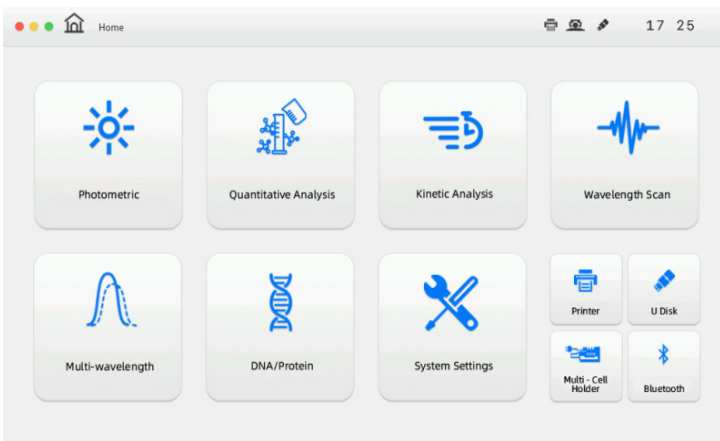 Home
17 25
Photometric
Quantitative Analysis
Kinetic Analysis
Wavelength Scan
Multi-wavelength
DNA/Protein
System Settings
Printer
U Disk
Multi - Cell
Holder
Bluetooth